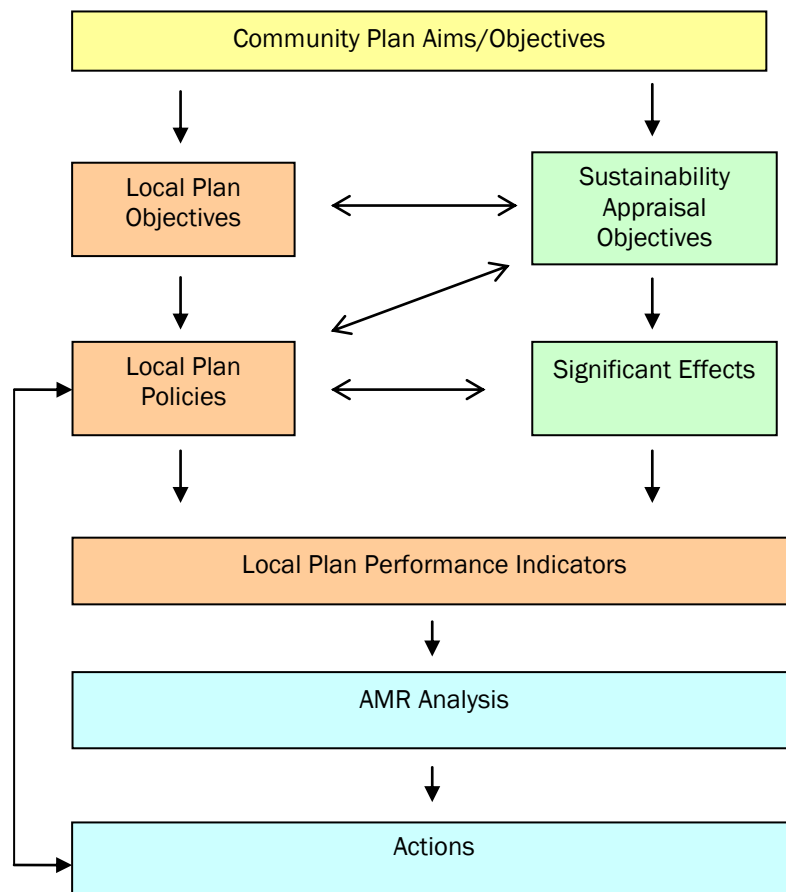 Community Plan Aims/Objectives
Local Plan
Objectives
Sustainability
Appraisal
Objectives
Local Plan
Policies
Significant Effects
Local Plan Performance Indicators
AMR Analysis
Actions